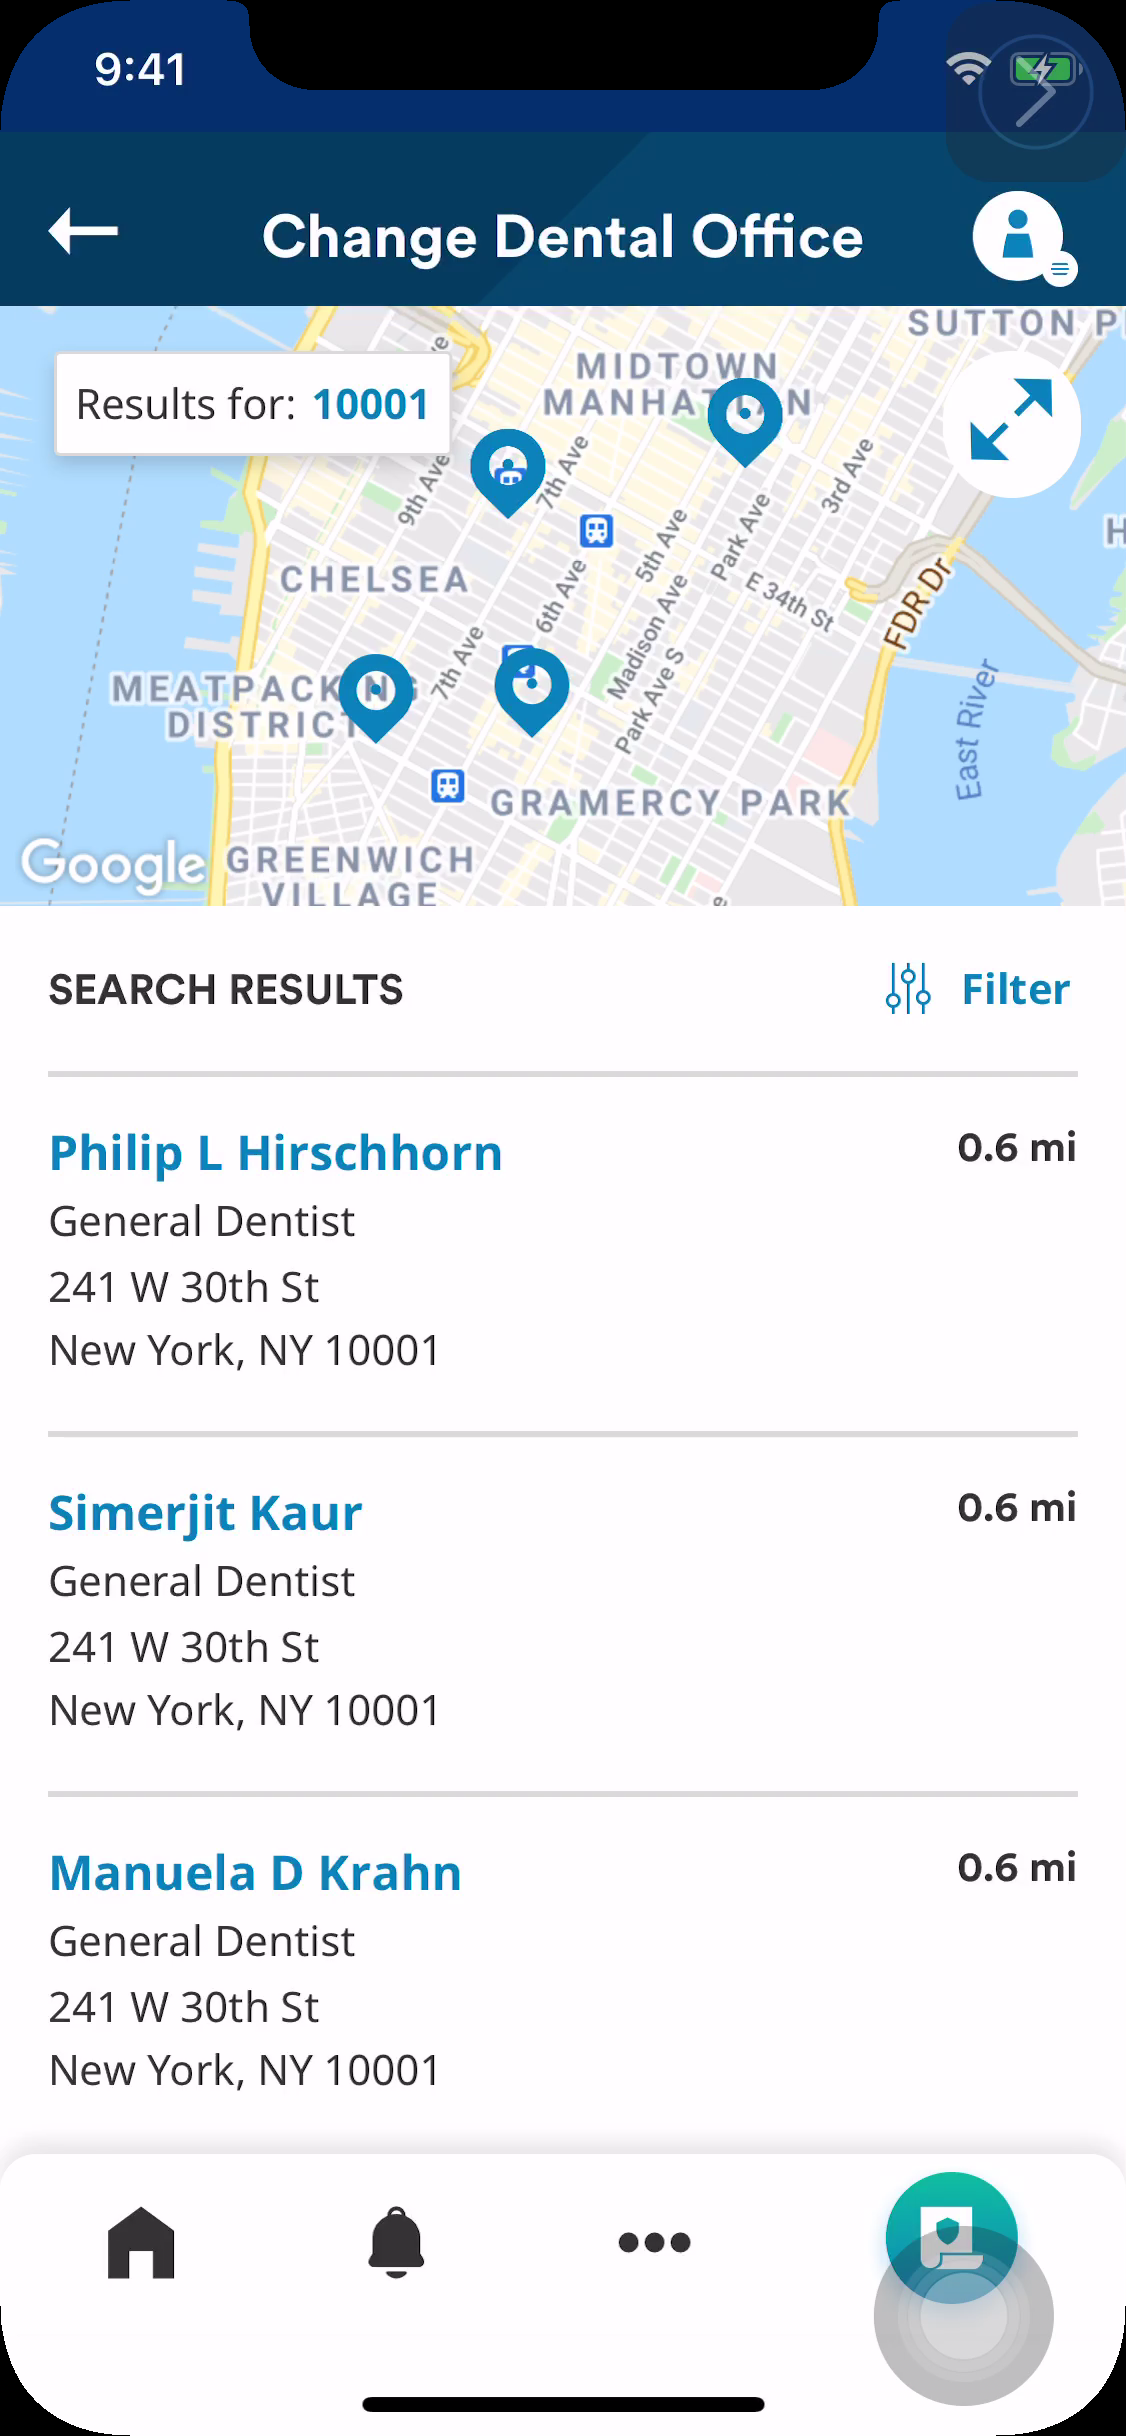 9:41
Change Dental Office
SUTTON P
Results for: 10001
MIDTOWN
MANHATTAN
9th Ave
7th Ave
3rd Ave
5th Ave
Park Ave
E 34th St
CHELSEA
6th Ave
Madison Ave
FDR Dr
7th Ave
Park Ave S
MEATPACKING
DISTRICT
East River
GRAMERCY PARK
Google
GREENWICH
VILLAGE
SEARCH RESULTS
Filter
Philip L Hirschhorn
0.6 mi
General Dentist
241 W 30th St
New York, NY 10001
Simerjit Kaur
0.6 mi
General Dentist
241 W 30th St
New York, NY 10001
Manuela D Krahn
0.6 mi
General Dentist
241 W 30th St
New York, NY 10001